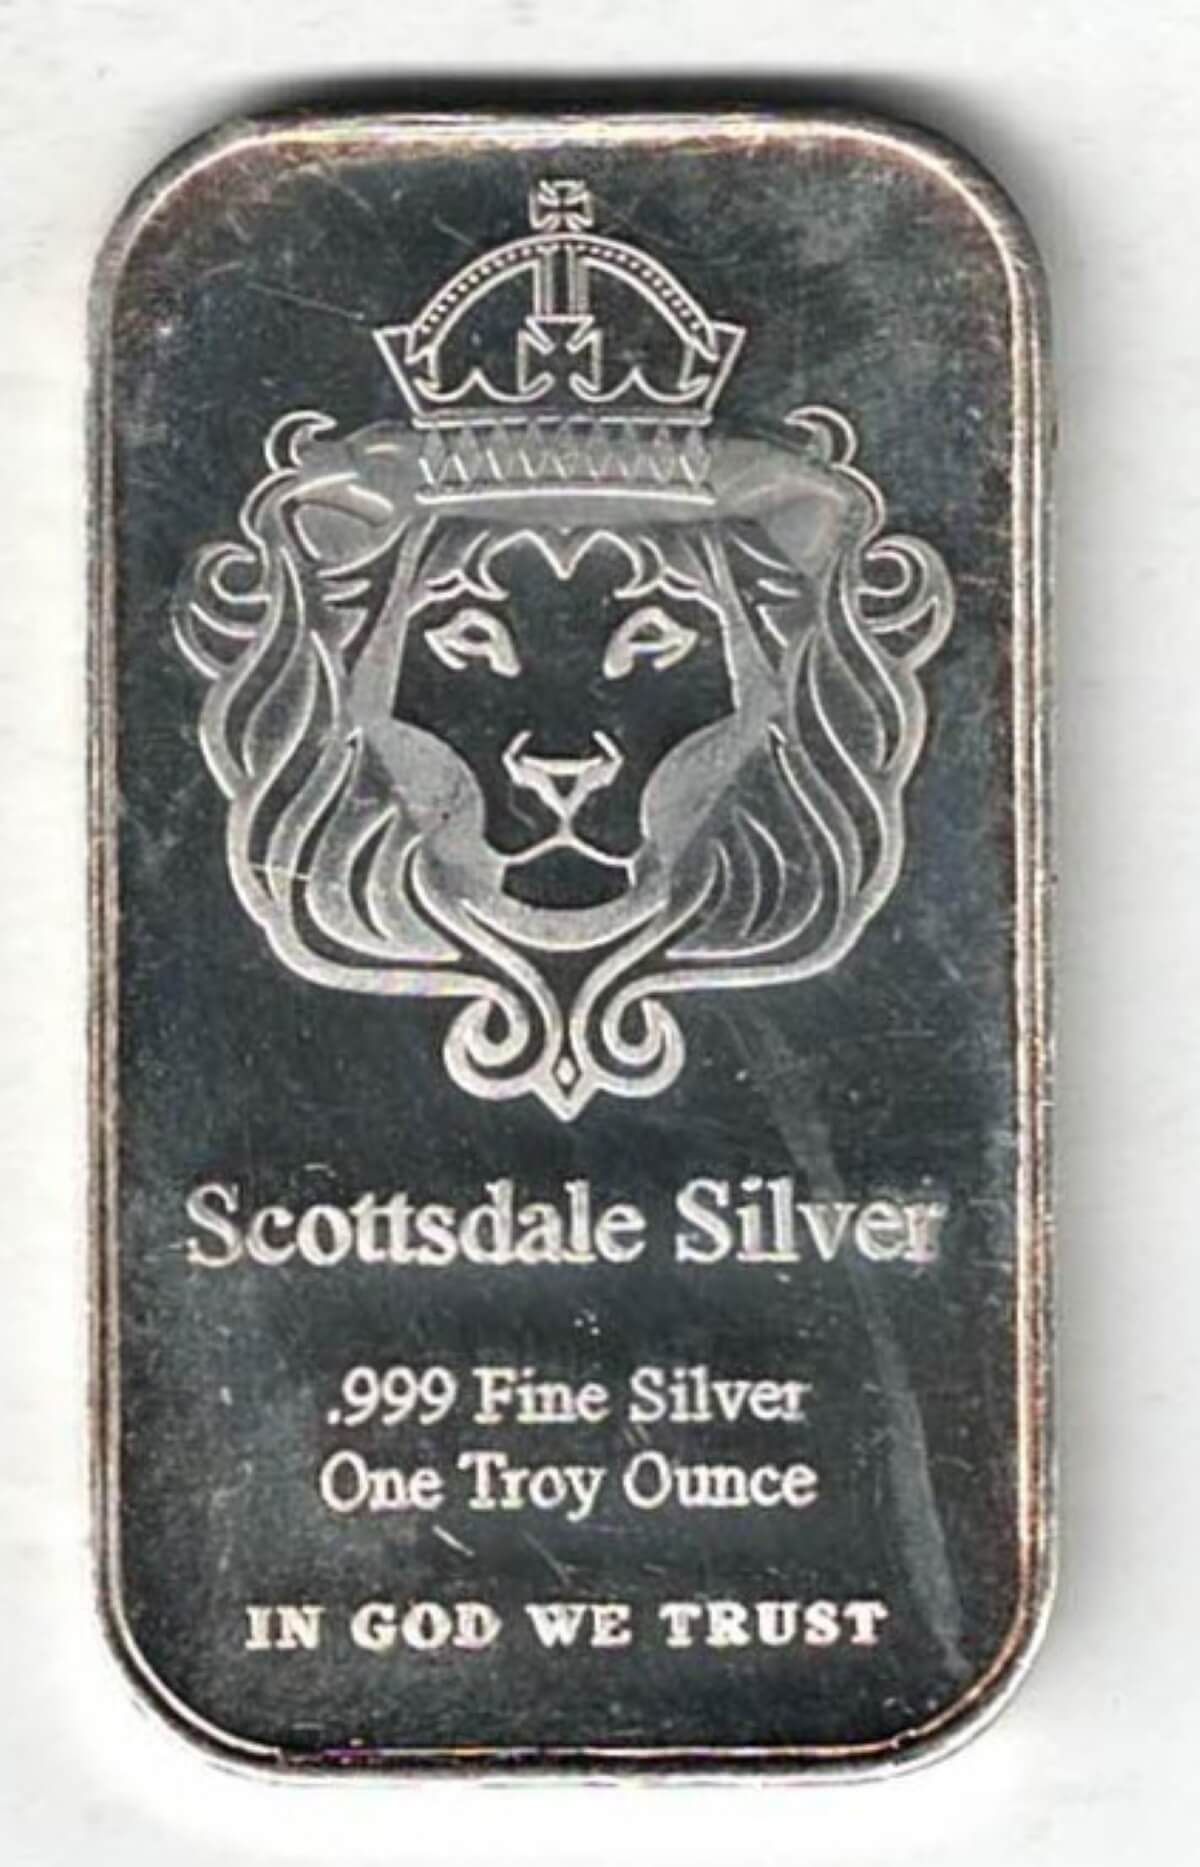 Scottsdale Silver
.999 Fine Silver
One Troy Ounce
IN GOD WE TRUST